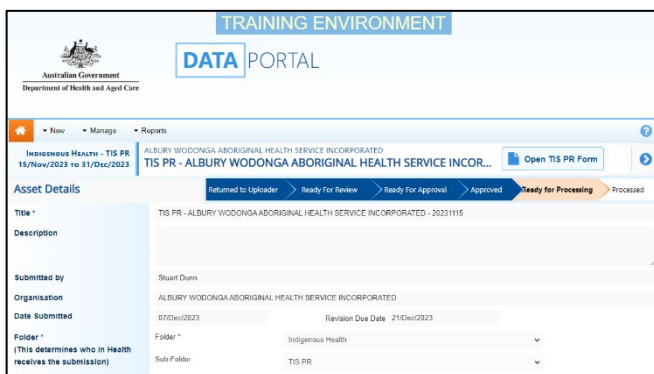 TRAINING ENVIRONMENT
Australian Government
Department of Health and Aged Care
DATA PORTAL
New Manage Reports
INDIGENOUS HEALTH - TIS PR
15/Nov/2023 TO 31/Dec/2023
ALBURY WODONGA ABORIGINAL HEALTH SERVICE INCORPORATED
TIS PR - ALBURY WODONGA ABORIGINAL HEALTH SERVICE INCOR...
Open TIS PR Form
Asset Details
Returned to Uploader Ready For Review Ready For Approval Approved Ready for Processing Processed
Title * TIS PR - ALBURY WODONGA ABORIGINAL HEALTH SERVICE INCORPORATED - 20231115
Description
Submitted by Stuart Dunn
Organisation ALBURY WODONGA ABORIGINAL HEALTH SERVICE INCORPORATED
Date Submitted 07/Dec/2023 Revision Due Date 21/Dec/2023
Folder * Folder * Indigenous Health
(This determines who in Health
receives the submission) Sub-Folder TIS PR